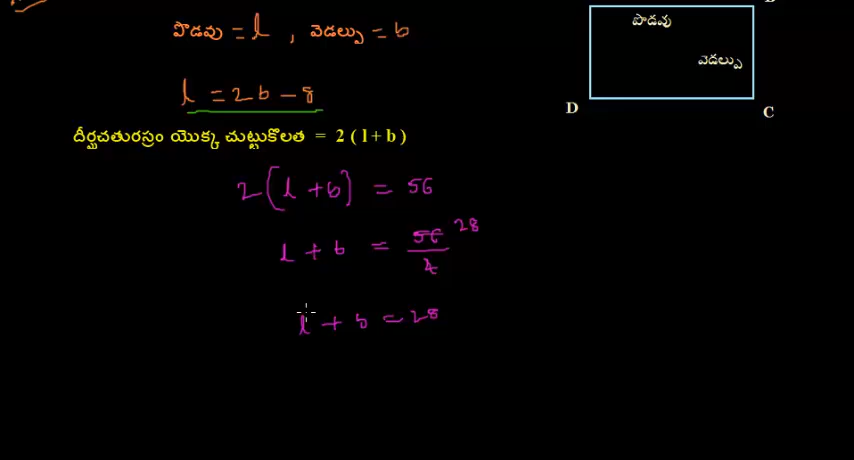 పొడవు = l , వెడల్పు = b
పొడవు
వెడల్పు
l = 2b - 8
D
C
దీర్ఘచతురస్రం యొక్క చుట్టుకొలత = 2 ( l + b )
2(l + b) = 56
l + b = 56/2 28
l + b = 28